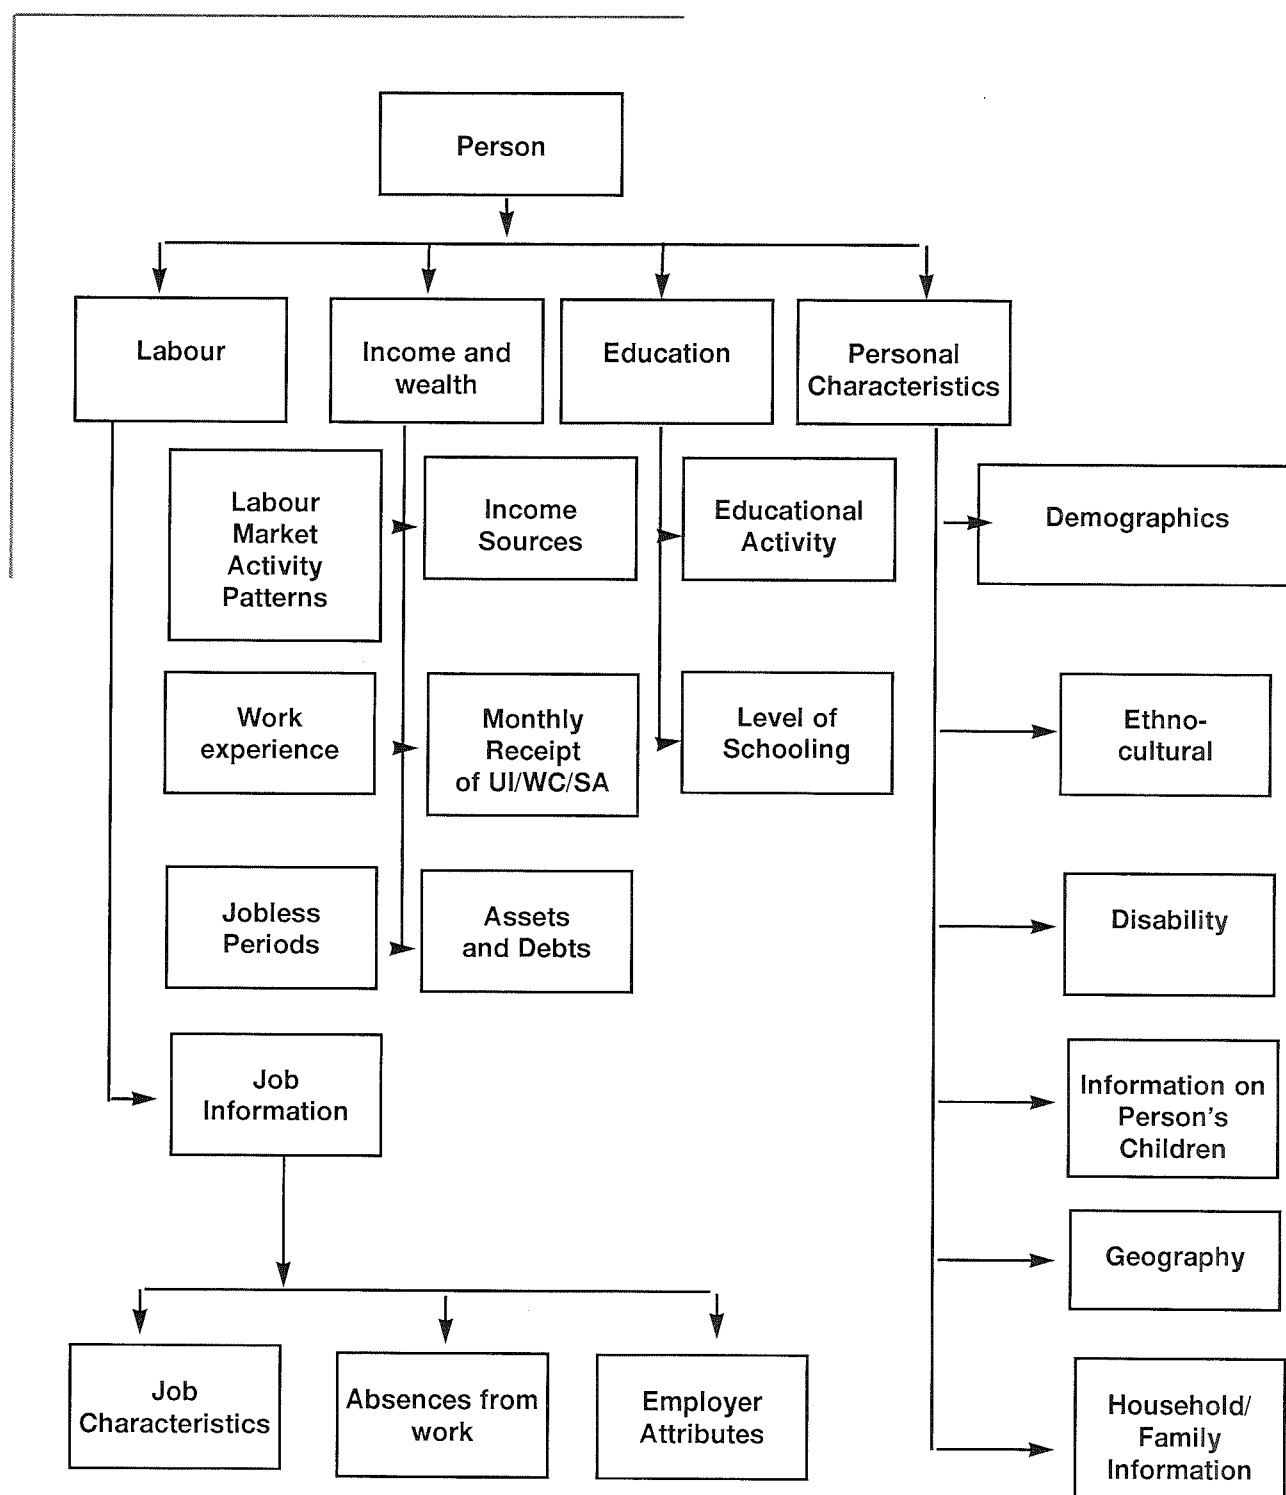 Person
Labour
Income and
wealth
Education
Personal
Characteristics
Labour
Market
Activity
Patterns
Income
Sources
Educational
Activity
Demographics
Work
experience
Monthly
Receipt
of UI/WC/SA
Level of
Schooling
Ethno-
cultural
Jobless
Periods
Assets
and Debts
Disability
Job
Information
Information on
Person's
Children
Geography
Job
Characteristics
Absences from
work
Employer
Attributes
Household/
Family
Information